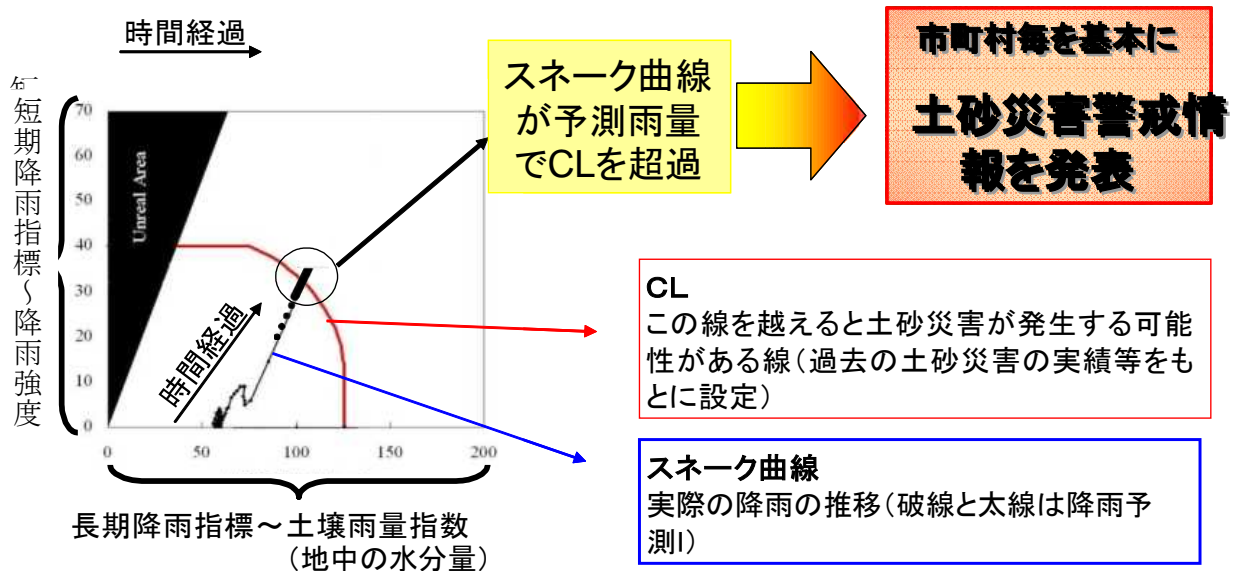 時間経過
スネーク曲線
が予測雨量
でCLを超過
市町村毎を基本に
土砂災害警戒情
報を発表
短期降雨指標～降雨強度
70
60
50
40
30
20
10
0
Unreal Area
時間経過
0 50 100 150 200
長期降雨指標～土壌雨量指数
（地中の水分量）
CL
この線を越えると土砂災害が発生する可能
性がある線（過去の土砂災害の実績等をも
とに設定）
スネーク曲線
実際の降雨の推移（破線と太線は降雨予
測l）